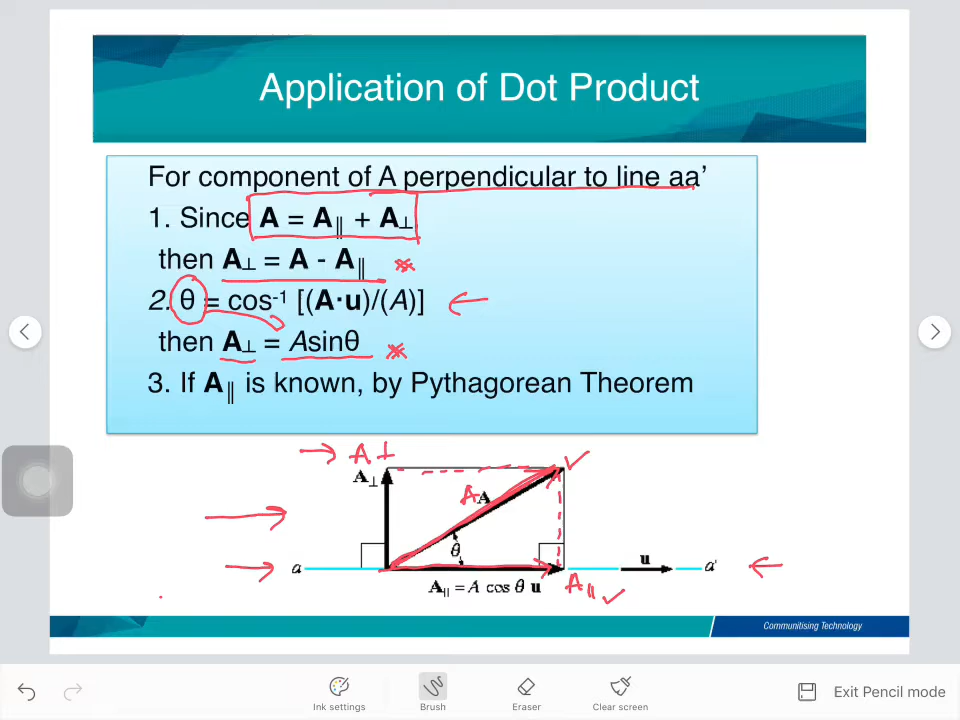 Application of Dot Product
For component of A perpendicular to line aa’
1. Since A = A∥ + A⊥
then A⊥ = A - A∥
2. θ = cos⁻¹ [(A·u)/(A)]
then A⊥ = Asinθ
3. If A∥ is known, by Pythagorean Theorem
A⊥
A⊥
A A
θ
a
u
a'
A∥ = A cos θ u
A∥
Communitising Technology
Ink settings
Brush
Eraser
Clear screen
Exit Pencil mode